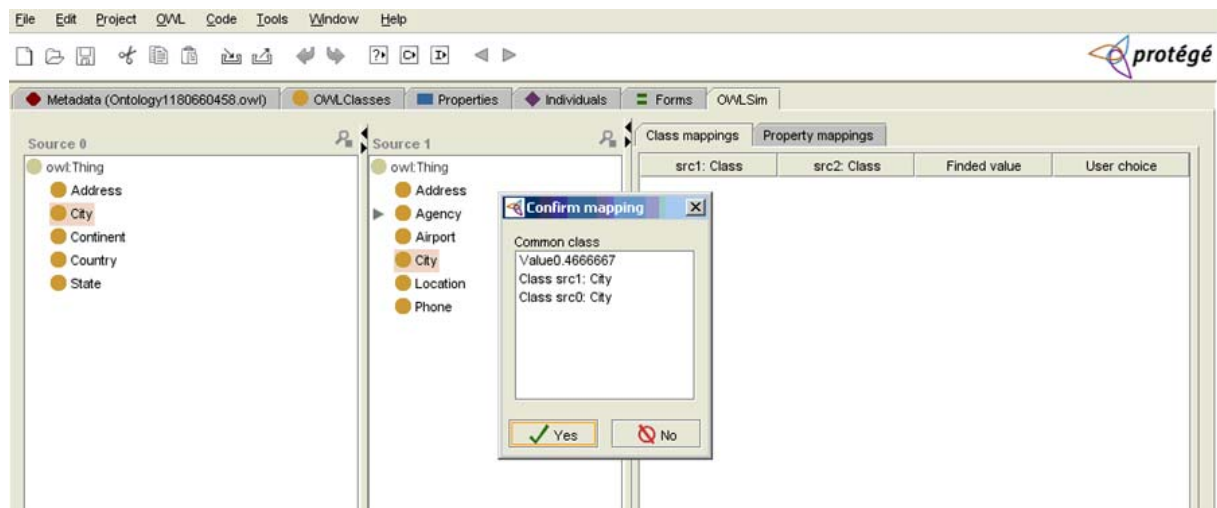 File Edit Project OWL Code Tools Window Help
protégé
Metadata (Ontology1180660458.owl) OWLClasses Properties Individuals Forms OWLSim
Source 0
owl:Thing
Address
City
Continent
Country
State
Source 1
owl:Thing
Address
Agency
Airport
City
Location
Phone
Class mappings Property mappings
src1: Class src2: Class Finded value User choice
Confirm mapping
Common class
Value0.4666667
Class src1: City
Class src0: City
Yes No